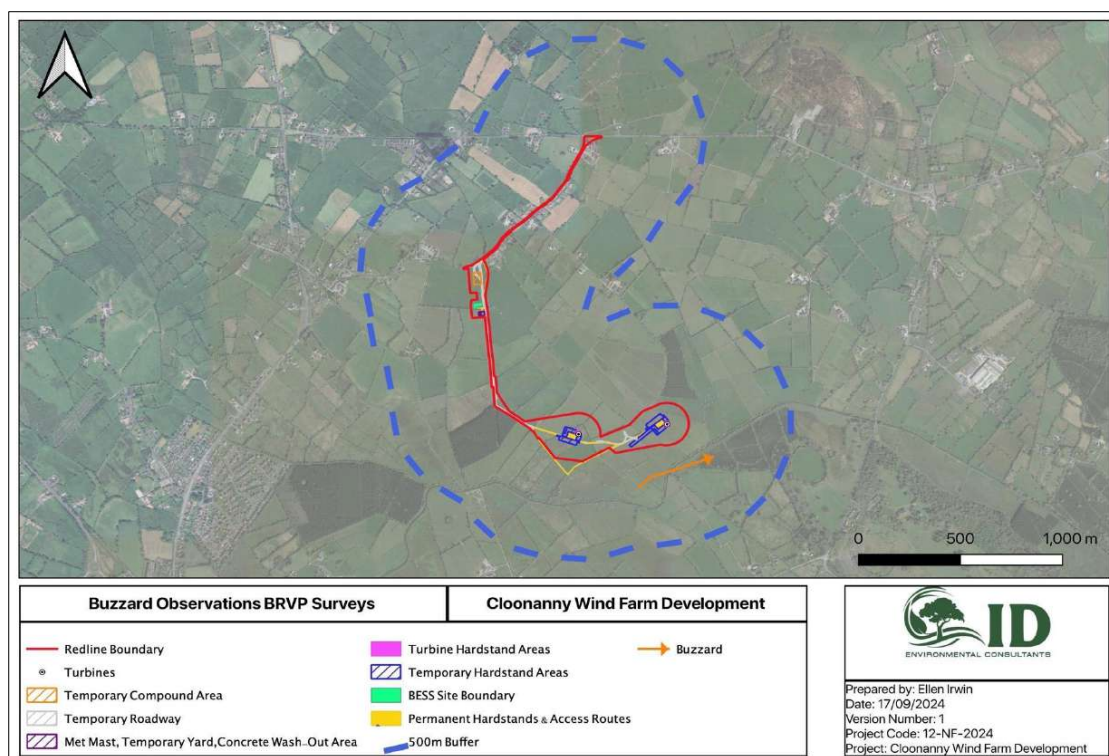 0 500 1,000 m
Buzzard Observations BRVP Surveys
Cloonanny Wind Farm Development
Redline Boundary
Turbines
Temporary Compound Area
Temporary Roadway
Met Mast, Temporary Yard,Concrete Wash-Out Area
Turbine Hardstand Areas
Temporary Hardstand Areas
BESS Site Boundary
Permanent Hardstands & Access Routes
500m Buffer
Buzzard
ID
ENVIRONMENTAL CONSULTANTS
Prepared by: Ellen Irwin
Date: 17/09/2024
Version Number: 1
Project Code: 12-NF-2024
Project: Cloonanny Wind Farm Development